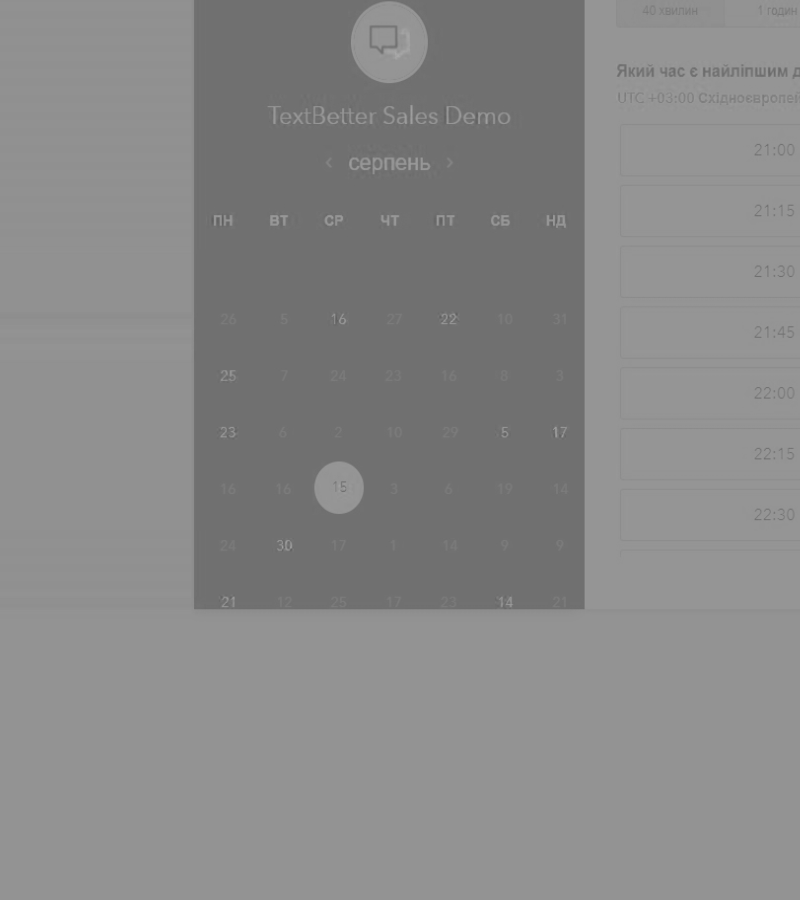 40 хвилин 1 годин
TextBetter Sales Demo
‹ серпень ›
ПН ВТ СР ЧТ ПТ СБ НД
26 5 16 27 22 10 31
25 7 24 23 16 8 3
23 6 2 10 29 5 17
16 16 15 3 6 19 14
24 30 17 1 14 9 9
21 12 25 17 23 14 21
Який час є найліпшим д
UTC +03:00 Східноєвропей
21:00
21:15
21:30
21:45
22:00
22:15
22:30